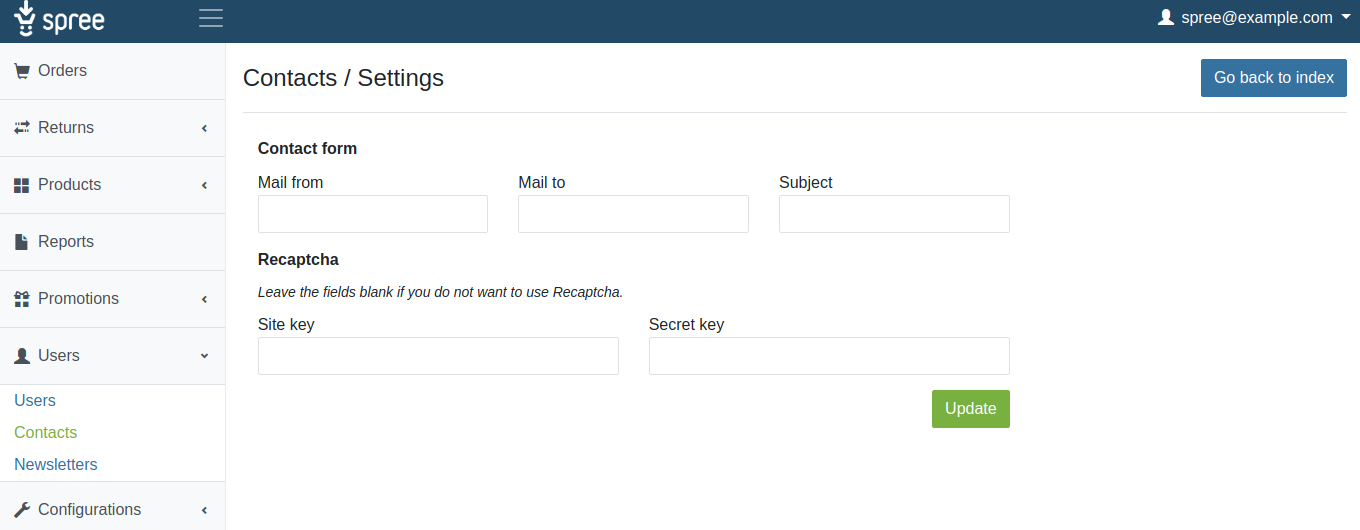 spree
spree@example.com
Orders
Returns
Products
Reports
Promotions
Users
Users
Contacts
Newsletters
Configurations
Contacts / Settings
Go back to index
Contact form
Mail from Mail to Subject
Recaptcha
Leave the fields blank if you do not want to use Recaptcha.
Site key Secret key
Update